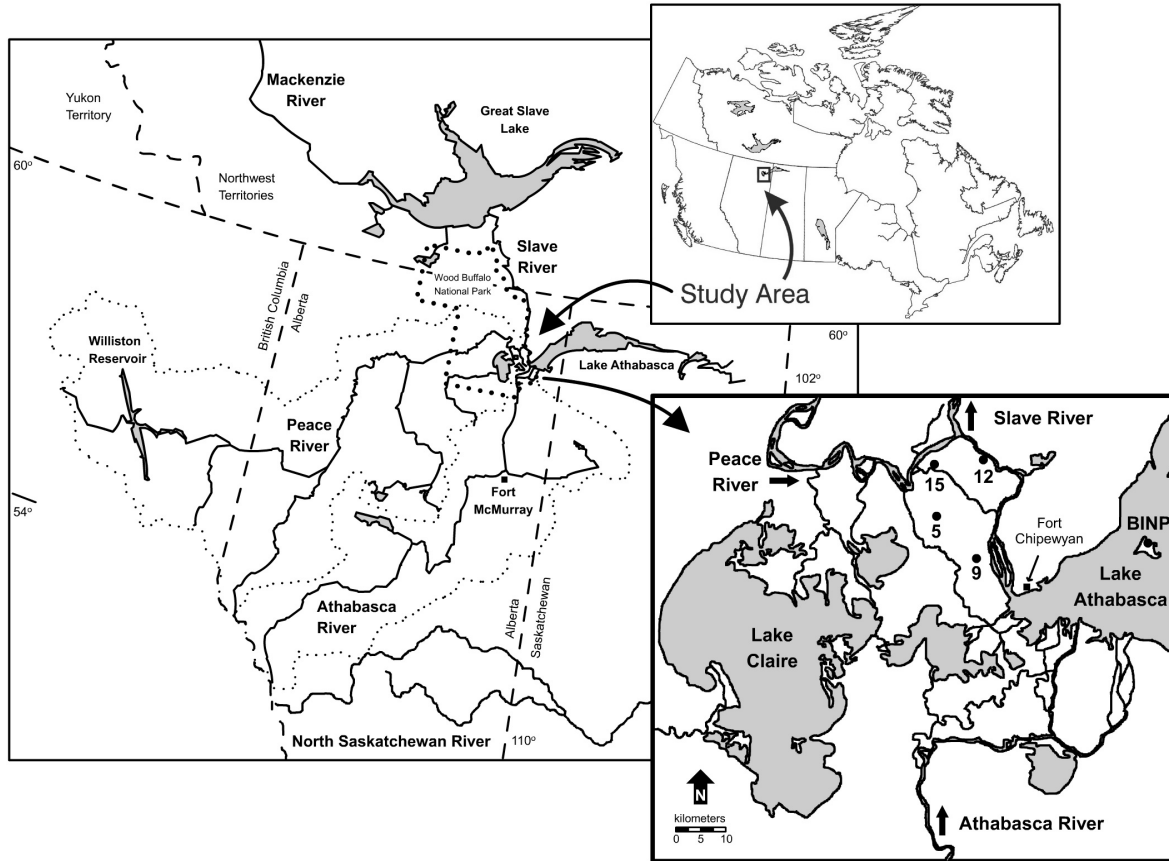 Mackenzie
River
Great Slave
Lake
Yukon
Territory
60°
Northwest
Territories
Slave
River
Wood Buffalo
National Park
British Columbia
Alberta
Williston
Reservoir
Lake Athabasca
Peace
River
Fort
McMurray
54°
Athabasca
River
Alberta
Saskatchewan
North Saskatchewan River
110°
60°
102°
Study Area
Slave River
Peace
River
15
12
5
9
Fort
Chipewyan
BINP
Lake
Athabasca
Lake
Claire
N
kilometers
0 5 10
Athabasca River